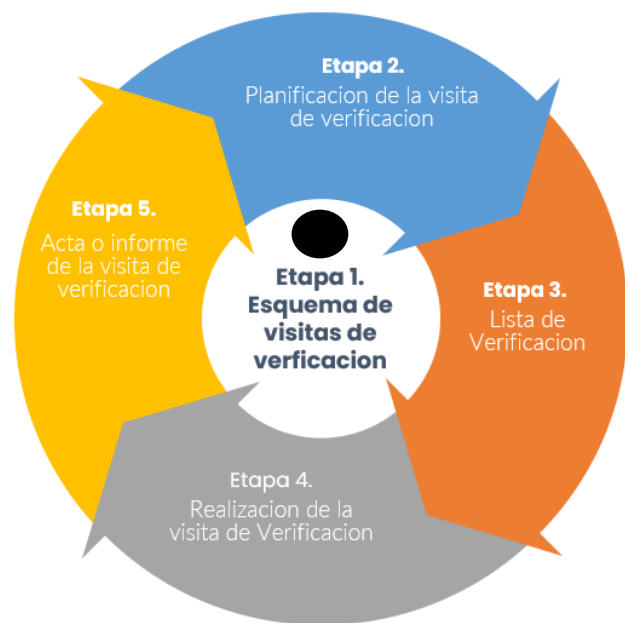 Etapa 2.
Planificacion de la visita
de verificacion
Etapa 5.
Acta o informe
de la visita de
verificacion
Etapa 1.
Esquema de
visitas de
verficacion
Etapa 3.
Lista de
Verificacion
Etapa 4.
Realizacion de la
visita de Verificacion